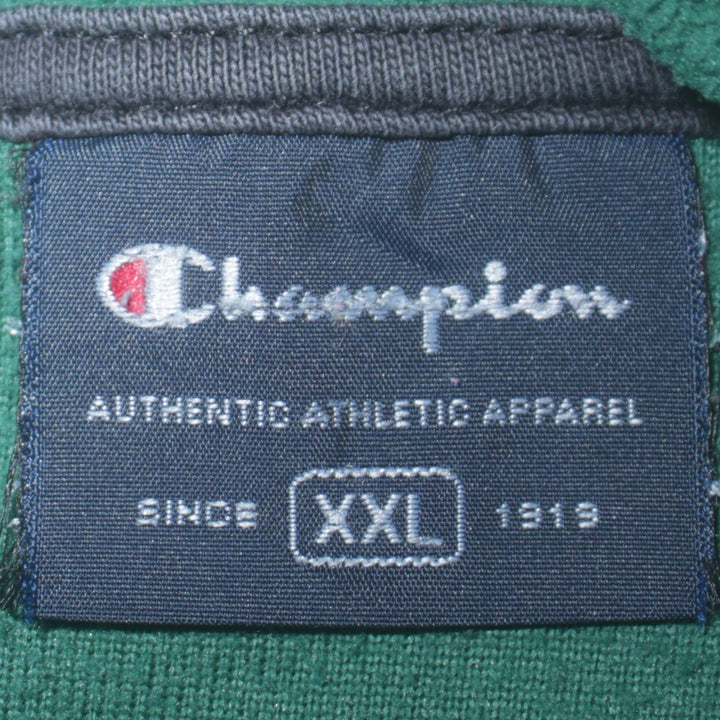 Champion
AUTHENTIC ATHLETIC APPAREL
SINCE XXL 1919